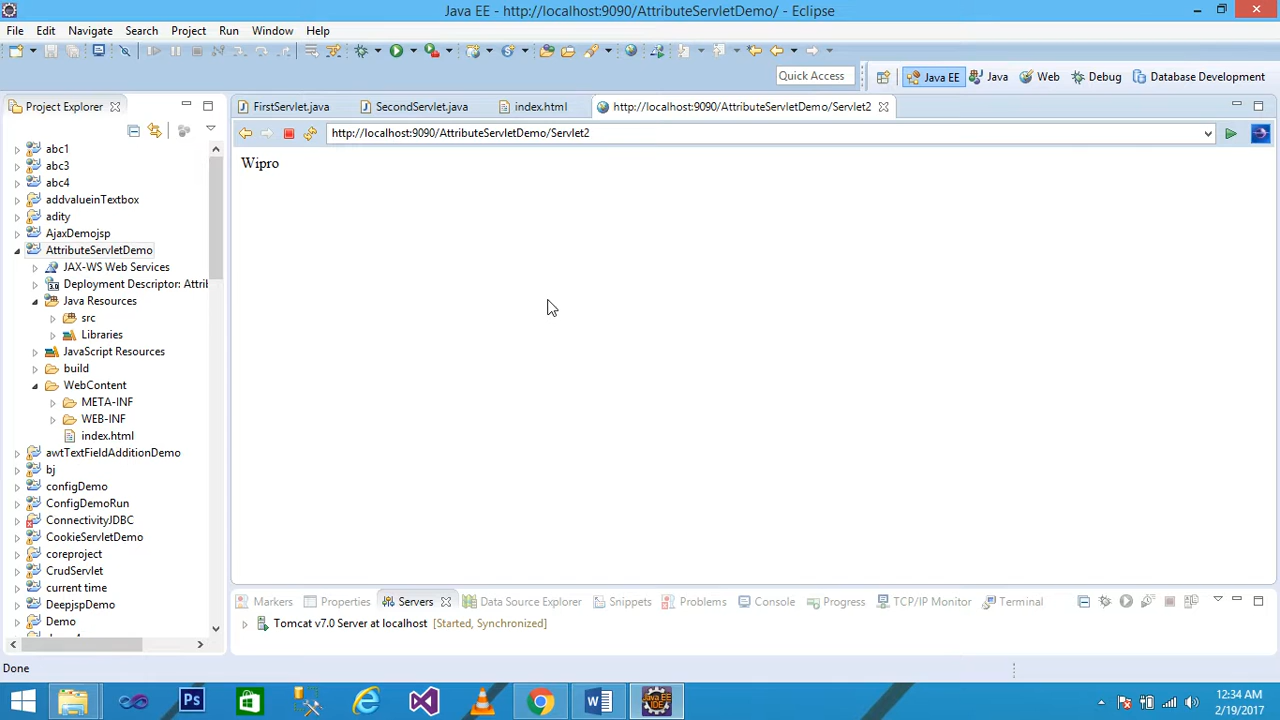 Java EE - http://localhost:9090/AttributeServletDemo/ - Eclipse
File Edit Navigate Search Project Run Window Help
Quick Access Java EE Java Web Debug Database Development
Project Explorer
FirstServlet.java SecondServlet.java index.html http://localhost:9090/AttributeServletDemo/Servlet2
http://localhost:9090/AttributeServletDemo/Servlet2
Wipro
abc1
abc3
abc4
addvalueinTextbox
adity
AjaxDemojsp
AttributeServletDemo
JAX-WS Web Services
Deployment Descriptor: Attrib
Java Resources
src
Libraries
JavaScript Resources
build
WebContent
META-INF
WEB-INF
index.html
awtTextFieldAdditionDemo
bj
configDemo
ConfigDemoRun
ConnectivityJDBC
CookieServletDemo
coreproject
CrudServlet
current time
DeepjspDemo
Demo
Markers Properties Servers Data Source Explorer Snippets Problems Console Progress TCP/IP Monitor Terminal
Tomcat v7.0 Server at localhost [Started, Synchronized]
Done
Ps
Java EE
IDE
12:34 AM
2/19/2017